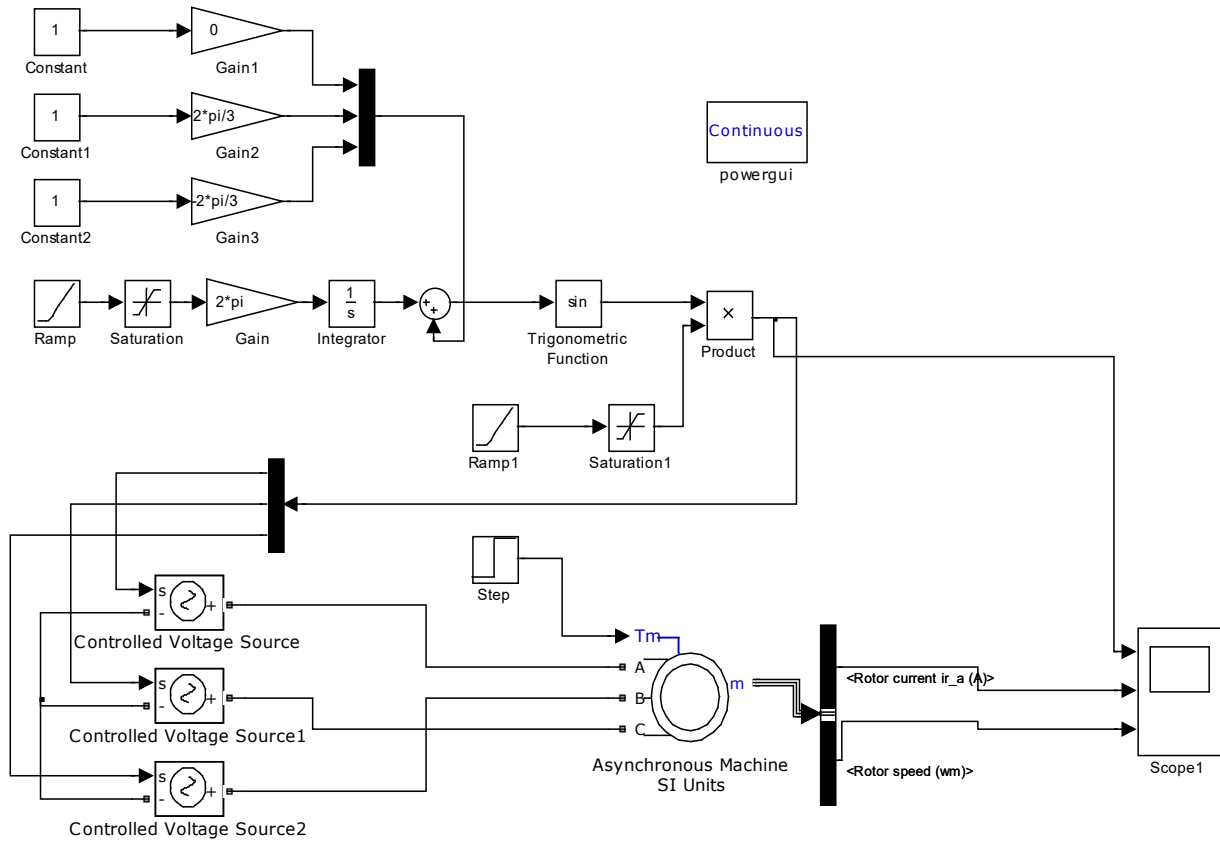 1
Constant
0
Gain1
1
Constant1
2*pi/3
Gain2
1
Constant2
-2*pi/3
Gain3
Continuous
powergui
Ramp
Saturation
2*pi
Gain
1
s
Integrator
+
+
sin
Trigonometric
Function
×
Product
Ramp1
Saturation1
Step
s
-
+
Controlled Voltage Source
s
-
+
Controlled Voltage Source1
s
-
+
Controlled Voltage Source2
Tm
A
B
C
m
Asynchronous Machine
SI Units
<Rotor current ir_a (A)>
<Rotor speed (wm)>
Scope1